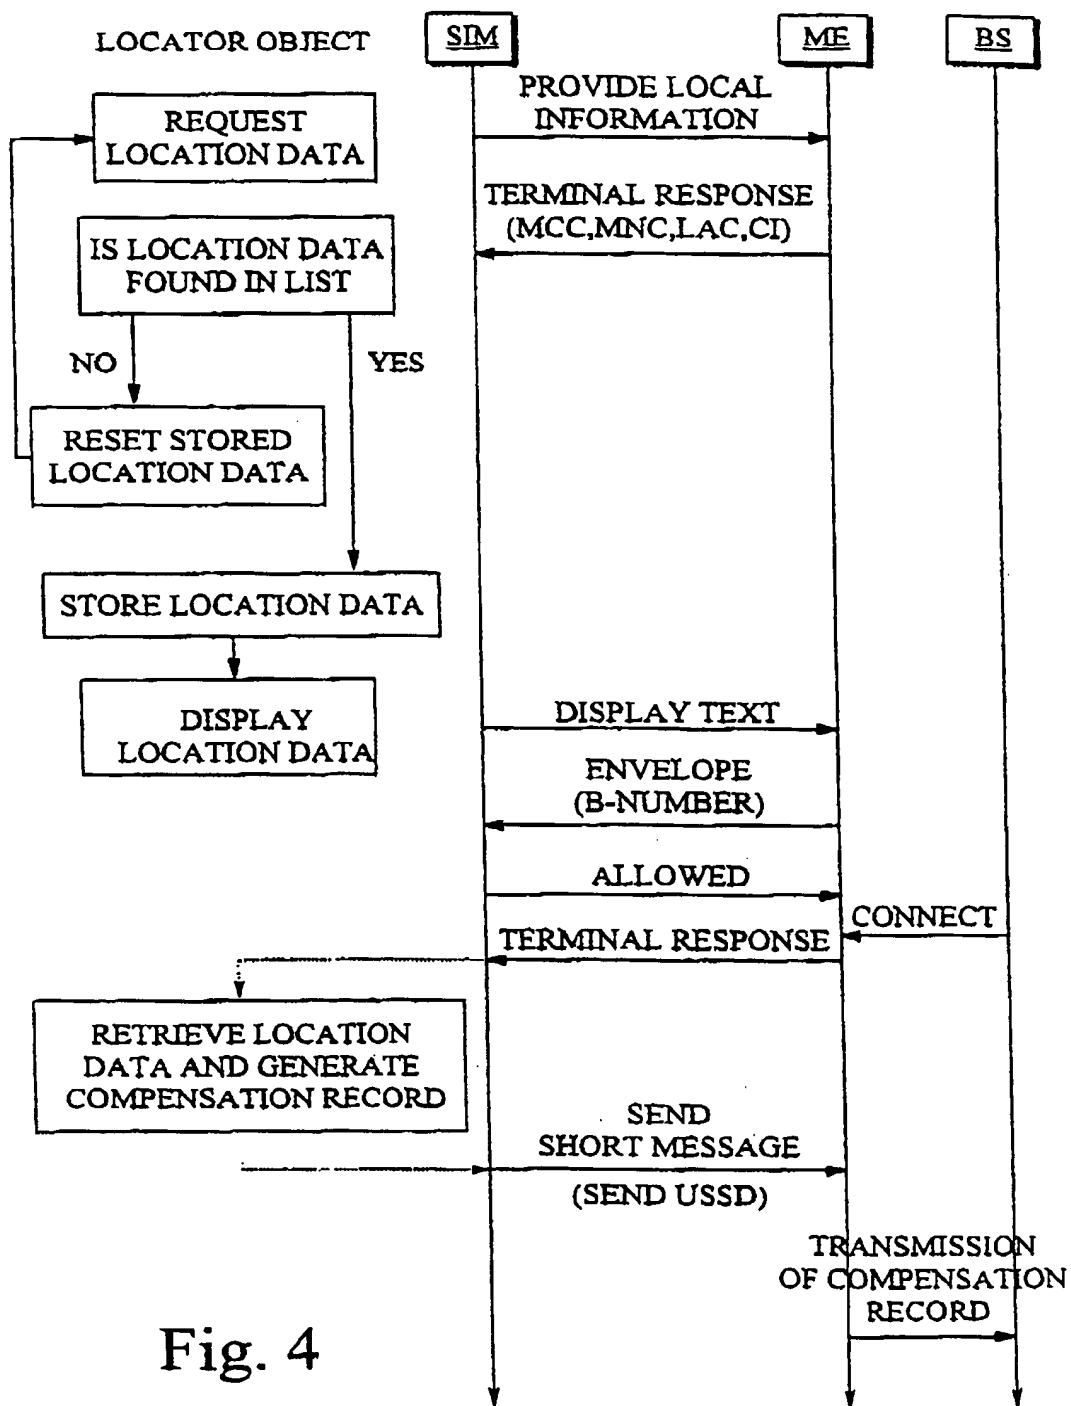 LOCATOR OBJECT
SIM
ME
BS
REQUEST
LOCATION DATA
PROVIDE LOCAL
INFORMATION
TERMINAL RESPONSE
(MCC,MNC,LAC,CI)
IS LOCATION DATA
FOUND IN LIST
NO
YES
RESET STORED
LOCATION DATA
STORE LOCATION DATA
DISPLAY
LOCATION DATA
DISPLAY TEXT
ENVELOPE
(B-NUMBER)
ALLOWED
CONNECT
TERMINAL RESPONSE
RETRIEVE LOCATION
DATA AND GENERATE
COMPENSATION RECORD
SEND
SHORT MESSAGE
(SEND USSD)
TRANSMISSION
OF COMPENSATION
RECORD
Fig. 4